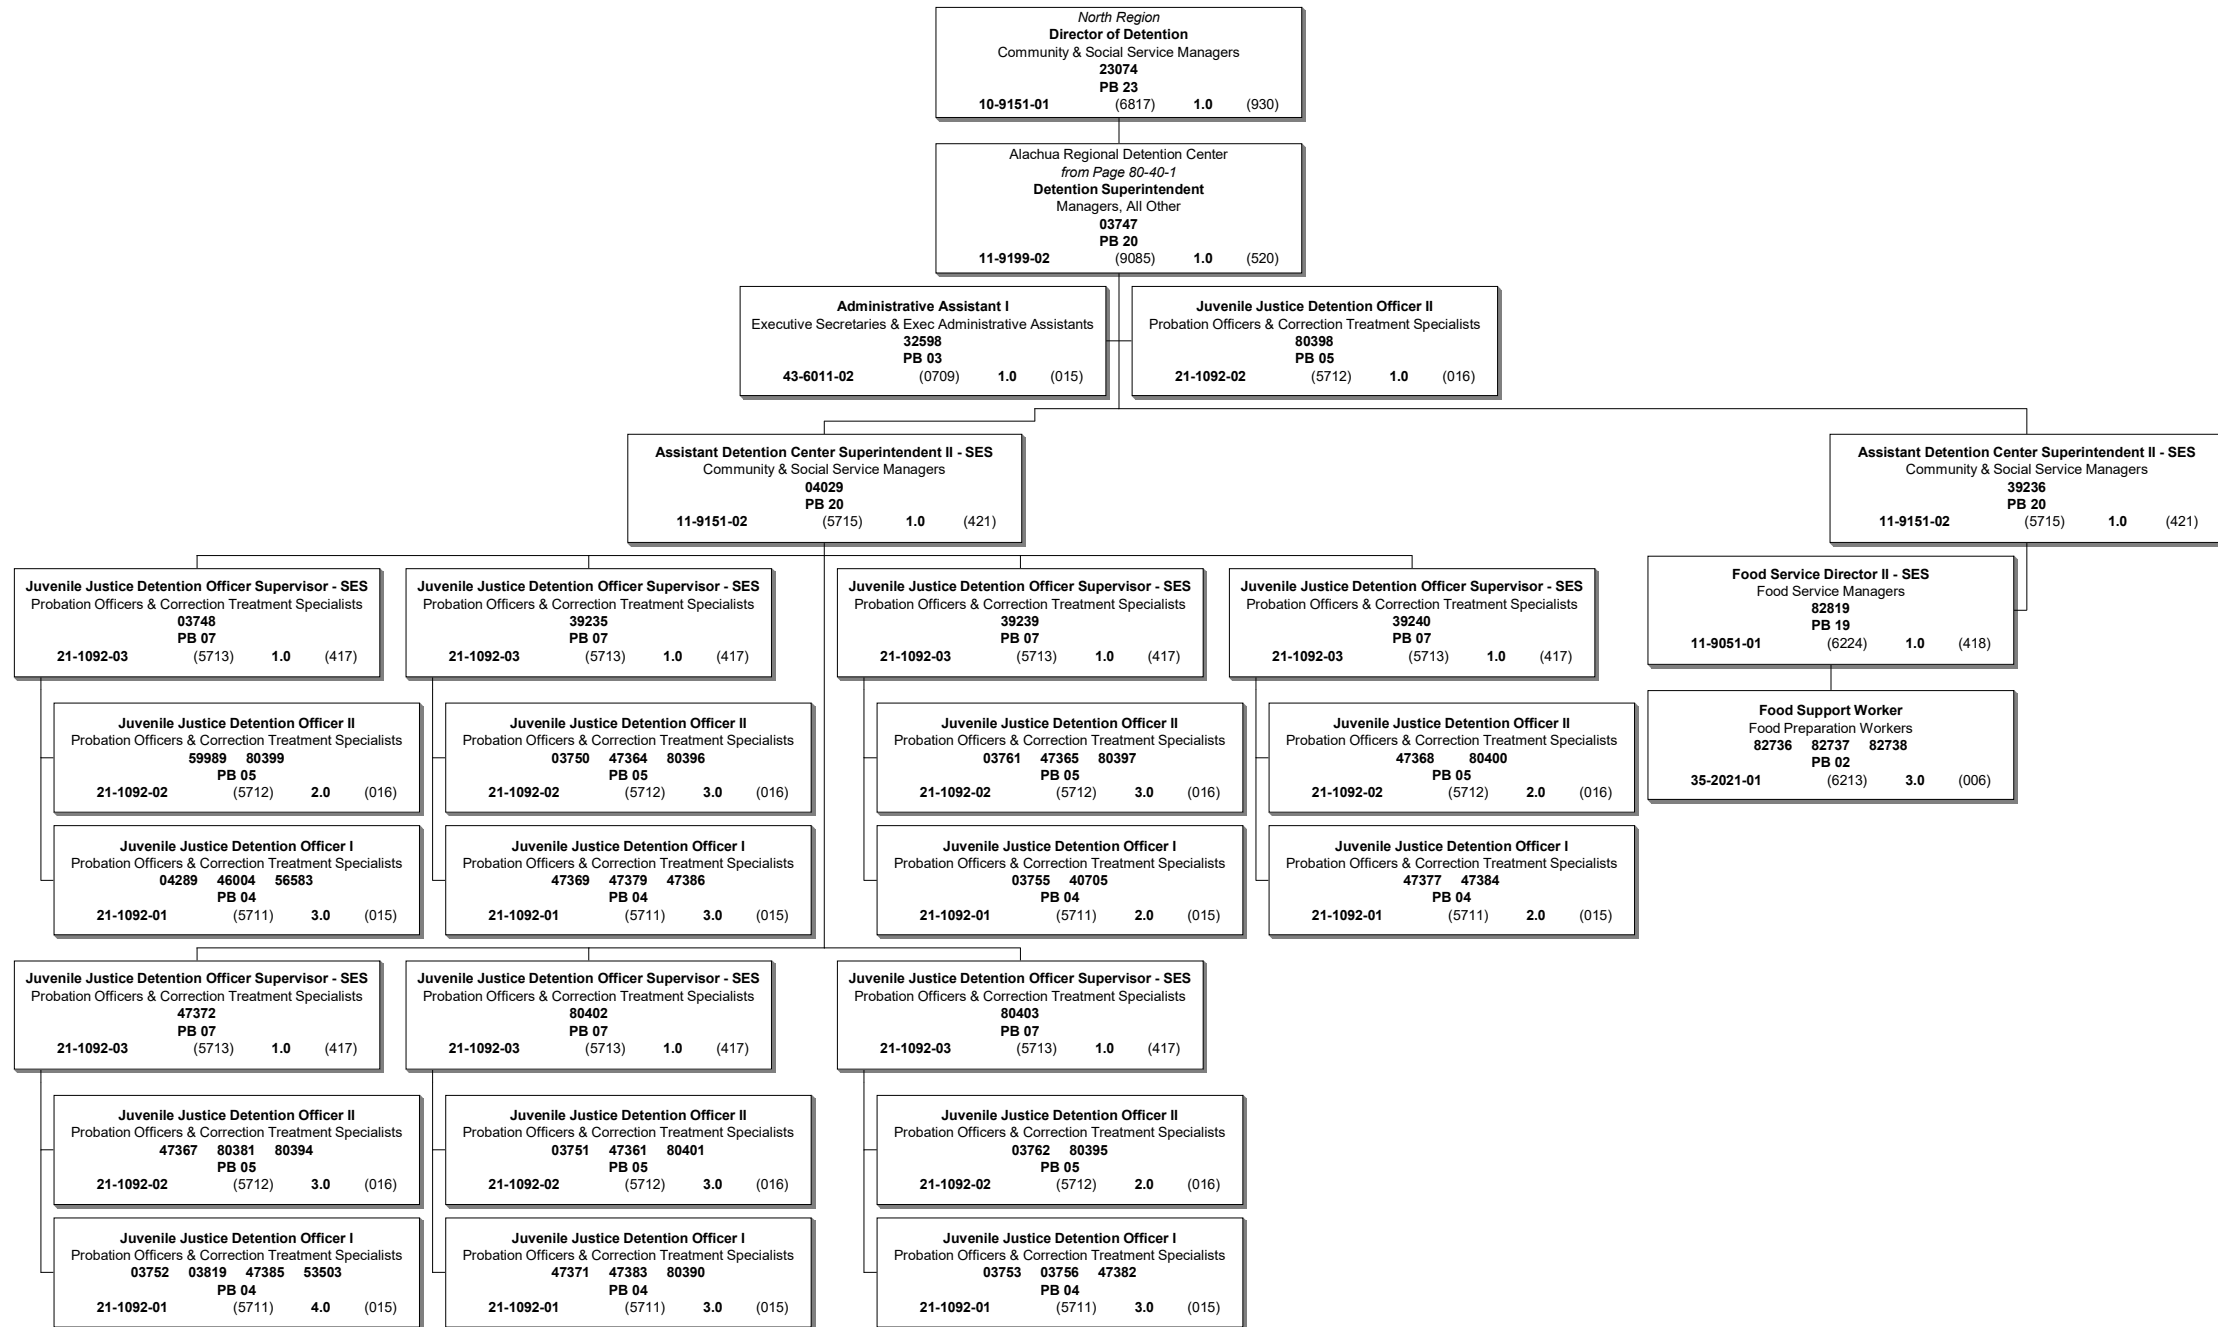 North Region
Director of Detention
Community & Social Service Managers
23074
PB 23
10-9151-01 (6817) 1.0 (930)
Alachua Regional Detention Center
from Page 80-40-1
Detention Superintendent
Managers, All Other
03747
PB 20
11-9199-02 (9085) 1.0 (520)
Administrative Assistant I
Executive Secretaries & Exec Administrative Assistants
32598
PB 03
43-6011-02 (0709) 1.0 (015)
Juvenile Justice Detention Officer II
Probation Officers & Correction Treatment Specialists
80398
PB 05
21-1092-02 (5712) 1.0 (016)
Assistant Detention Center Superintendent II - SES
Community & Social Service Managers
04029
PB 20
11-9151-02 (5715) 1.0 (421)
Assistant Detention Center Superintendent II - SES
Community & Social Service Managers
39236
PB 20
11-9151-02 (5715) 1.0 (421)
Juvenile Justice Detention Officer Supervisor - SES
Probation Officers & Correction Treatment Specialists
03748
PB 07
21-1092-03 (5713) 1.0 (417)
Juvenile Justice Detention Officer Supervisor - SES
Probation Officers & Correction Treatment Specialists
39235
PB 07
21-1092-03 (5713) 1.0 (417)
Juvenile Justice Detention Officer Supervisor - SES
Probation Officers & Correction Treatment Specialists
39239
PB 07
21-1092-03 (5713) 1.0 (417)
Juvenile Justice Detention Officer Supervisor - SES
Probation Officers & Correction Treatment Specialists
39240
PB 07
21-1092-03 (5713) 1.0 (417)
Food Service Director II - SES
Food Service Managers
82819
PB 19
11-9051-01 (6224) 1.0 (418)
Juvenile Justice Detention Officer II
Probation Officers & Correction Treatment Specialists
59989 80399
PB 05
21-1092-02 (5712) 2.0 (016)
Juvenile Justice Detention Officer II
Probation Officers & Correction Treatment Specialists
03750 47364 80396
PB 05
21-1092-02 (5712) 3.0 (016)
Juvenile Justice Detention Officer II
Probation Officers & Correction Treatment Specialists
03761 47365 80397
PB 05
21-1092-02 (5712) 3.0 (016)
Juvenile Justice Detention Officer II
Probation Officers & Correction Treatment Specialists
47368 80400
PB 05
21-1092-02 (5712) 2.0 (016)
Food Support Worker
Food Preparation Workers
82736 82737 82738
PB 02
35-2021-01 (6213) 3.0 (006)
Juvenile Justice Detention Officer I
Probation Officers & Correction Treatment Specialists
04289 46004 56583
PB 04
21-1092-01 (5711) 3.0 (015)
Juvenile Justice Detention Officer I
Probation Officers & Correction Treatment Specialists
47369 47379 47386
PB 04
21-1092-01 (5711) 3.0 (015)
Juvenile Justice Detention Officer I
Probation Officers & Correction Treatment Specialists
03755 40705
PB 04
21-1092-01 (5711) 2.0 (015)
Juvenile Justice Detention Officer I
Probation Officers & Correction Treatment Specialists
47377 47384
PB 04
21-1092-01 (5711) 2.0 (015)
Juvenile Justice Detention Officer Supervisor - SES
Probation Officers & Correction Treatment Specialists
47372
PB 07
21-1092-03 (5713) 1.0 (417)
Juvenile Justice Detention Officer Supervisor - SES
Probation Officers & Correction Treatment Specialists
80402
PB 07
21-1092-03 (5713) 1.0 (417)
Juvenile Justice Detention Officer Supervisor - SES
Probation Officers & Correction Treatment Specialists
80403
PB 07
21-1092-03 (5713) 1.0 (417)
Juvenile Justice Detention Officer II
Probation Officers & Correction Treatment Specialists
47367 80381 80394
PB 05
21-1092-02 (5712) 3.0 (016)
Juvenile Justice Detention Officer II
Probation Officers & Correction Treatment Specialists
03751 47361 80401
PB 05
21-1092-02 (5712) 3.0 (016)
Juvenile Justice Detention Officer II
Probation Officers & Correction Treatment Specialists
03762 80395
PB 05
21-1092-02 (5712) 2.0 (016)
Juvenile Justice Detention Officer I
Probation Officers & Correction Treatment Specialists
03752 03819 47385 53503
PB 04
21-1092-01 (5711) 4.0 (015)
Juvenile Justice Detention Officer I
Probation Officers & Correction Treatment Specialists
47371 47383 80390
PB 04
21-1092-01 (5711) 3.0 (015)
Juvenile Justice Detention Officer I
Probation Officers & Correction Treatment Specialists
03753 03756 47382
PB 04
21-1092-01 (5711) 3.0 (015)